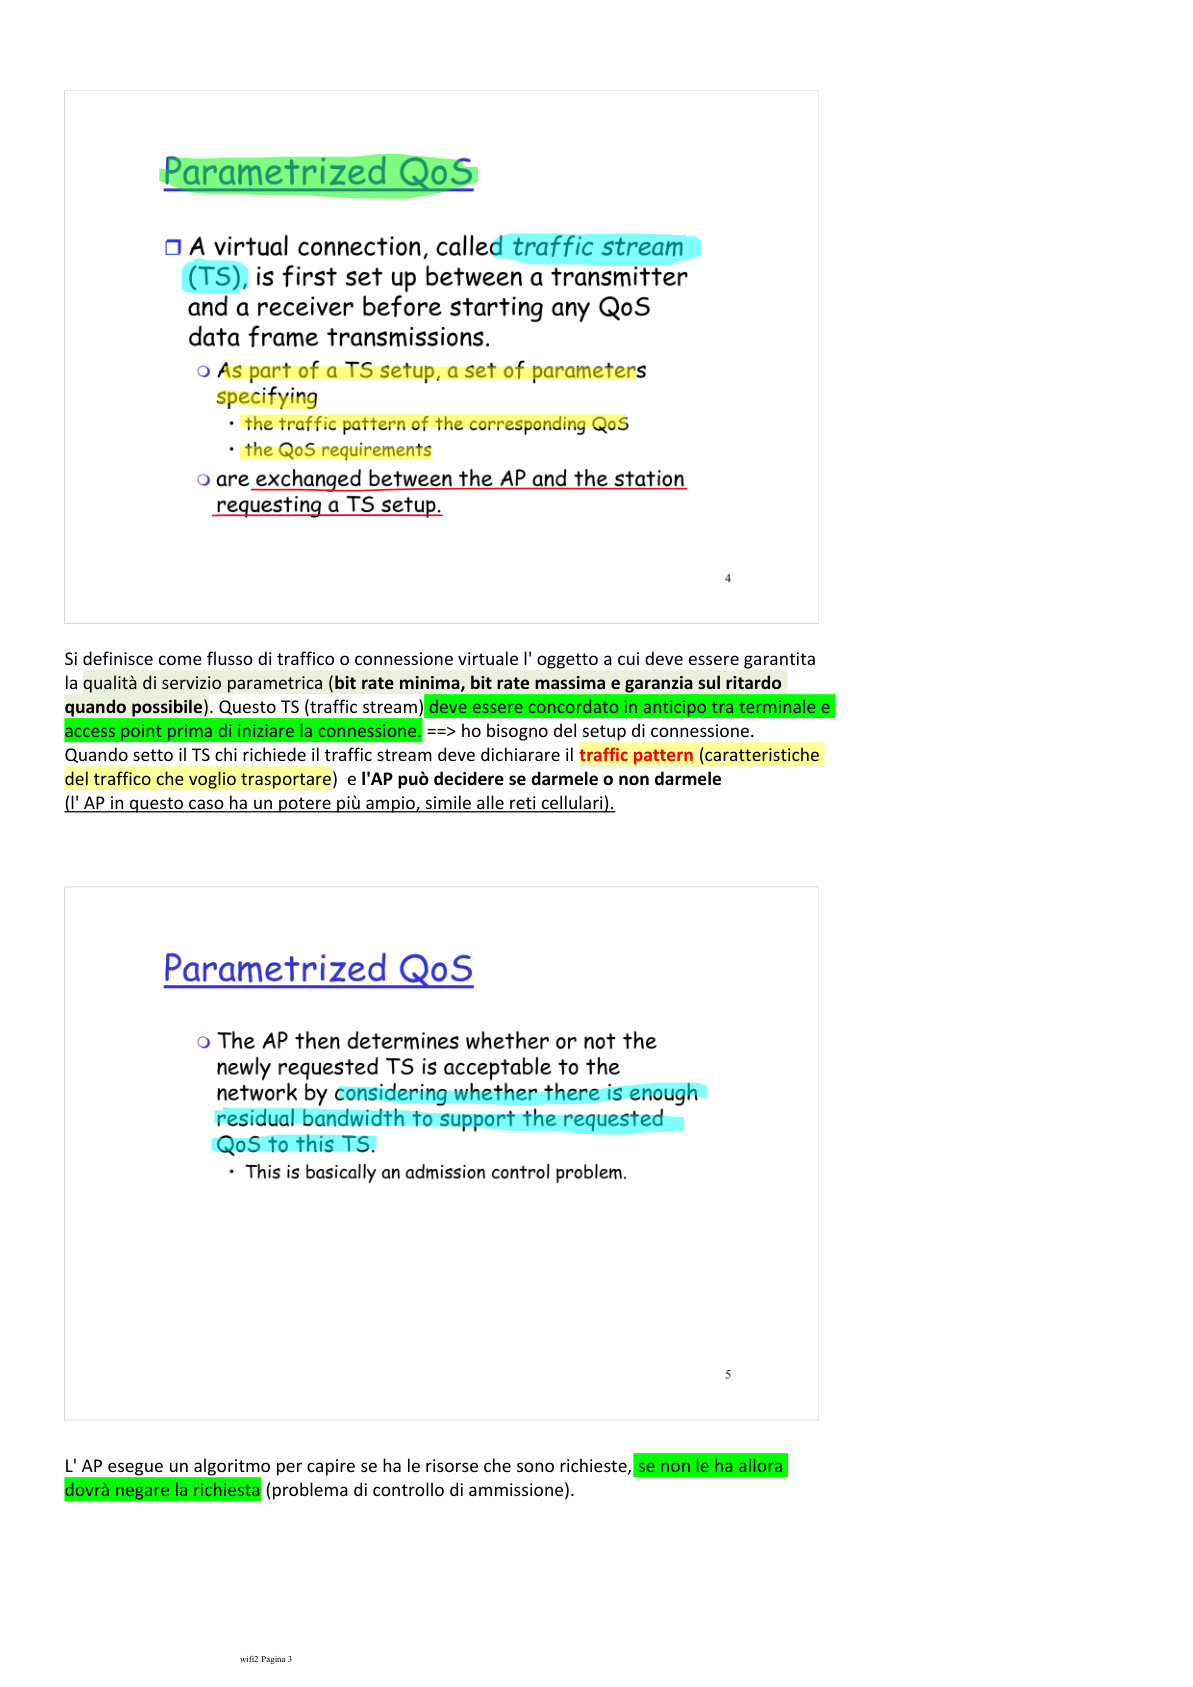 Parametrized QoS
❒ A virtual connection, called traffic stream
(TS), is first set up between a transmitter
and a receiver before starting any QoS
data frame transmissions.
❍ As part of a TS setup, a set of parameters
specifying
• the traffic pattern of the corresponding QoS
• the QoS requirements
❍ are exchanged between the AP and the station
requesting a TS setup.
4
Si definisce come flusso di traffico o connessione virtuale l' oggetto a cui deve essere garantita
la qualità di servizio parametrica (bit rate minima, bit rate massima e garanzia sul ritardo
quando possibile). Questo TS (traffic stream) deve essere concordato in anticipo tra terminale e
access point prima di iniziare la connessione. ==> ho bisogno del setup di connessione.
Quando setto il TS chi richiede il traffic stream deve dichiarare il traffic pattern (caratteristiche
del traffico che voglio trasportare) e l'AP può decidere se darmele o non darmele
(l' AP in questo caso ha un potere più ampio, simile alle reti cellulari).
Parametrized QoS
❍ The AP then determines whether or not the
newly requested TS is acceptable to the
network by considering whether there is enough
residual bandwidth to support the requested
QoS to this TS.
• This is basically an admission control problem.
5
L' AP esegue un algoritmo per capire se ha le risorse che sono richieste, se non le ha allora
dovrà negare la richiesta (problema di controllo di ammissione).
wifi2 Pagina 3